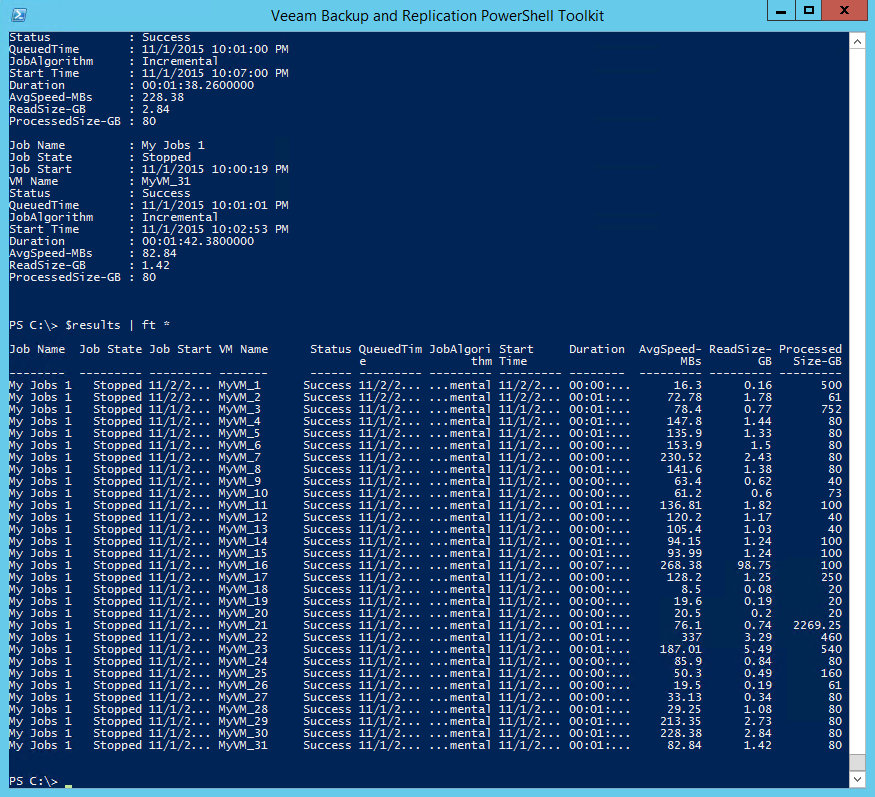 Veeam Backup and Replication PowerShell Toolkit
Status : Success
QueuedTime : 11/1/2015 10:01:00 PM
JobAlgorithm : Incremental
Start Time : 11/1/2015 10:07:00 PM
Duration : 00:01:38.2600000
AvgSpeed-MBs : 228.38
ReadSize-GB : 2.84
ProcessedSize-GB : 80
Job Name : My Jobs 1
Job State : Stopped
Job Start : 11/1/2015 10:00:19 PM
VM Name : MyVM_31
Status : Success
QueuedTime : 11/1/2015 10:01:01 PM
JobAlgorithm : Incremental
Start Time : 11/1/2015 10:02:53 PM
Duration : 00:01:42.3800000
AvgSpeed-MBs : 82.84
ReadSize-GB : 1.42
ProcessedSize-GB : 80
PS C:\> $results | ft *
Job Name Job State Job Start VM Name Status QueuedTim JobAlgori Start Duration AvgSpeed- ReadSize- Processed
e thm Time MBs GB Size-GB
-------- --------- --------- ------- ------ --------- --------- --------- -------- --------- --------- ---------
My Jobs 1 Stopped 11/2/2... MyVM_1 Success 11/2/2... ...mental 11/2/2... 00:00:... 16.3 0.16 500
My Jobs 1 Stopped 11/1/2... MyVM_2 Success 11/1/2... ...mental 11/1/2... 00:01:... 72.78 1.78 61
My Jobs 1 Stopped 11/1/2... MyVM_3 Success 11/1/2... ...mental 11/1/2... 00:01:... 78.4 0.77 752
My Jobs 1 Stopped 11/1/2... MyVM_4 Success 11/1/2... ...mental 11/1/2... 00:01:... 147.8 1.44 80
My Jobs 1 Stopped 11/1/2... MyVM_5 Success 11/1/2... ...mental 11/1/2... 00:01:... 135.9 1.33 80
My Jobs 1 Stopped 11/1/2... MyVM_6 Success 11/1/2... ...mental 11/1/2... 00:01:... 153.9 1.5 80
My Jobs 1 Stopped 11/1/2... MyVM_7 Success 11/1/2... ...mental 11/1/2... 00:01:... 230.52 2.43 80
My Jobs 1 Stopped 11/1/2... MyVM_8 Success 11/1/2... ...mental 11/1/2... 00:01:... 141.6 1.38 80
My Jobs 1 Stopped 11/1/2... MyVM_9 Success 11/1/2... ...mental 11/1/2... 00:01:... 63.4 0.62 40
My Jobs 1 Stopped 11/1/2... MyVM_10 Success 11/1/2... ...mental 11/1/2... 00:01:... 61.2 0.6 73
My Jobs 1 Stopped 11/1/2... MyVM_11 Success 11/1/2... ...mental 11/1/2... 00:01:... 136.81 1.82 100
My Jobs 1 Stopped 11/1/2... MyVM_12 Success 11/1/2... ...mental 11/1/2... 00:01:... 120.2 1.17 40
My Jobs 1 Stopped 11/1/2... MyVM_13 Success 11/1/2... ...mental 11/1/2... 00:01:... 105.4 1.03 40
My Jobs 1 Stopped 11/1/2... MyVM_14 Success 11/1/2... ...mental 11/1/2... 00:01:... 94.15 1.24 100
My Jobs 1 Stopped 11/1/2... MyVM_15 Success 11/1/2... ...mental 11/1/2... 00:01:... 93.99 1.24 100
My Jobs 1 Stopped 11/1/2... MyVM_16 Success 11/1/2... ...mental 11/1/2... 00:07:... 268.38 98.75 100
My Jobs 1 Stopped 11/1/2... MyVM_17 Success 11/1/2... ...mental 11/1/2... 00:01:... 128.2 1.25 250
My Jobs 1 Stopped 11/1/2... MyVM_18 Success 11/1/2... ...mental 11/1/2... 00:01:... 8.5 0.08 20
My Jobs 1 Stopped 11/1/2... MyVM_19 Success 11/1/2... ...mental 11/1/2... 00:01:... 19.6 0.19 20
My Jobs 1 Stopped 11/1/2... MyVM_20 Success 11/1/2... ...mental 11/1/2... 00:01:... 20.5 0.2 20
My Jobs 1 Stopped 11/1/2... MyVM_21 Success 11/1/2... ...mental 11/1/2... 00:01:... 76.1 0.74 2269.25
My Jobs 1 Stopped 11/1/2... MyVM_22 Success 11/1/2... ...mental 11/1/2... 00:01:... 337 3.29 460
My Jobs 1 Stopped 11/1/2... MyVM_23 Success 11/1/2... ...mental 11/1/2... 00:01:... 187.01 5.49 540
My Jobs 1 Stopped 11/1/2... MyVM_24 Success 11/1/2... ...mental 11/1/2... 00:01:... 85.9 0.84 80
My Jobs 1 Stopped 11/1/2... MyVM_25 Success 11/1/2... ...mental 11/1/2... 00:01:... 50.3 0.49 160
My Jobs 1 Stopped 11/1/2... MyVM_26 Success 11/1/2... ...mental 11/1/2... 00:01:... 19.5 0.19 61
My Jobs 1 Stopped 11/1/2... MyVM_27 Success 11/1/2... ...mental 11/1/2... 00:01:... 33.13 0.34 80
My Jobs 1 Stopped 11/1/2... MyVM_28 Success 11/1/2... ...mental 11/1/2... 00:01:... 29.25 1.08 80
My Jobs 1 Stopped 11/1/2... MyVM_29 Success 11/1/2... ...mental 11/1/2... 00:01:... 213.35 2.73 80
My Jobs 1 Stopped 11/1/2... MyVM_30 Success 11/1/2... ...mental 11/1/2... 00:01:... 228.38 2.84 80
My Jobs 1 Stopped 11/1/2... MyVM_31 Success 11/1/2... ...mental 11/1/2... 00:01:... 82.84 1.42 80
PS C:\> _